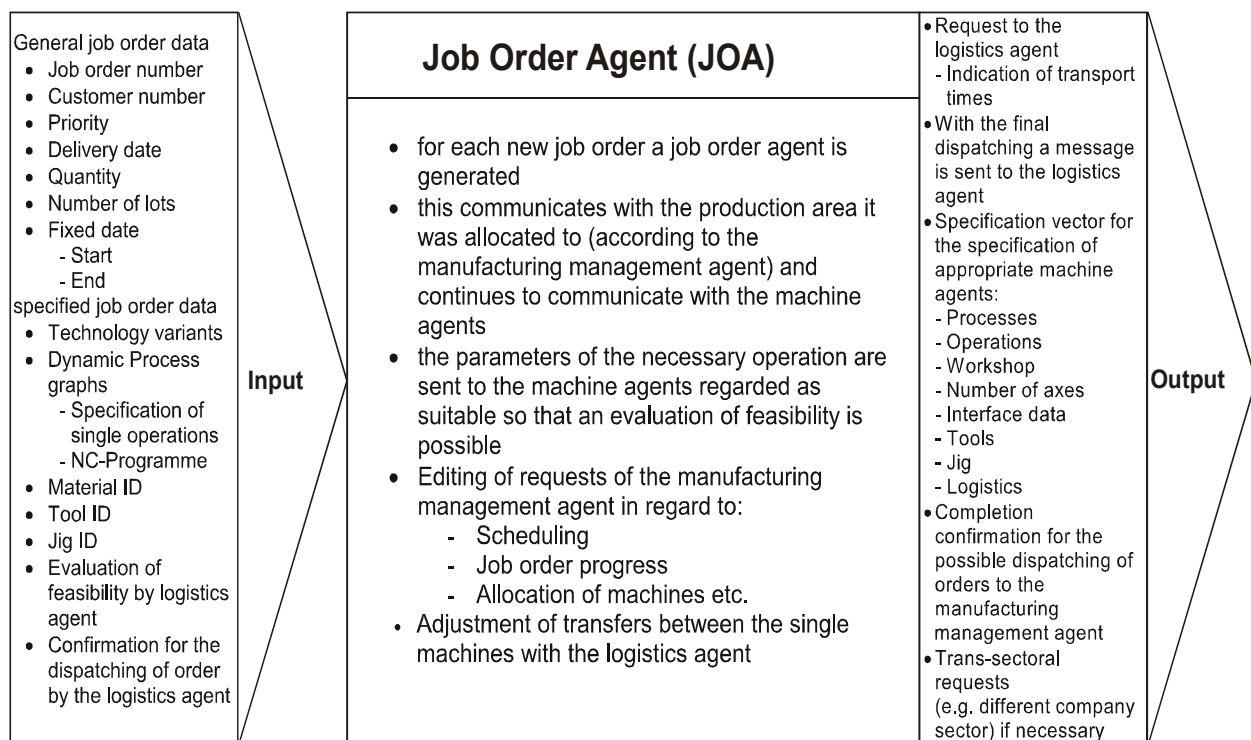 General job order data
• Job order number
• Customer number
• Priority
• Delivery date
• Quantity
• Number of lots
• Fixed date
- Start
- End
specified job order data
• Technology variants
• Dynamic Process
graphs
- Specification of
single operations
- NC-Programme
• Material ID
• Tool ID
• Jig ID
• Evaluation of
feasibility by logistics
agent
• Confirmation for the
dispatching of order
by the logistics agent
Input
Job Order Agent (JOA)
• for each new job order a job order agent is
generated
• this communicates with the production area it
was allocated to (according to the
manufacturing management agent) and
continues to communicate with the machine
agents
• the parameters of the necessary operation are
sent to the machine agents regarded as
suitable so that an evaluation of feasibility is
possible
• Editing of requests of the manufacturing
management agent in regard to:
- Scheduling
- Job order progress
- Allocation of machines etc.
• Adjustment of transfers between the single
machines with the logistics agent
• Request to the
logistics agent
- Indication of transport
times
• With the final
dispatching a message
is sent to the logistics
agent
• Specification vector for
the specification of
appropriate machine
agents:
- Processes
- Operations
- Workshop
- Number of axes
- Interface data
- Tools
- Jig
- Logistics
• Completion
confirmation for the
possible dispatching of
orders to the
manufacturing
management agent
• Trans-sectoral
requests
(e.g. different company
sector) if necessary
Output